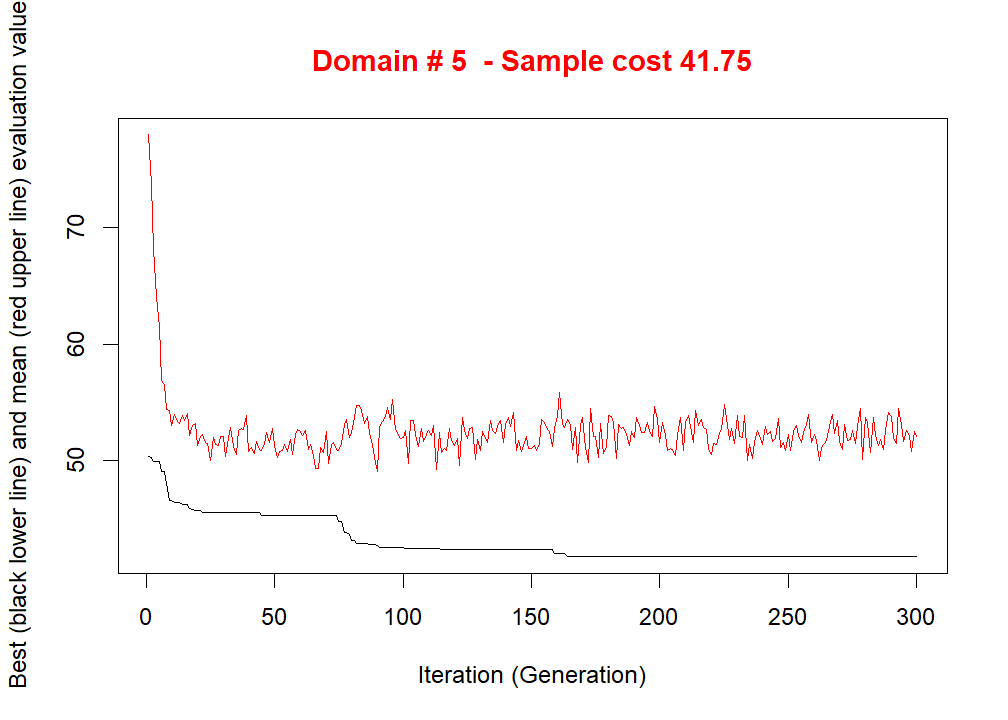 Domain # 5  - Sample cost 41.75
Best (black lower line) and mean (red upper line) evaluation value
70
60
50
0 50 100 150 200 250 300
Iteration (Generation)